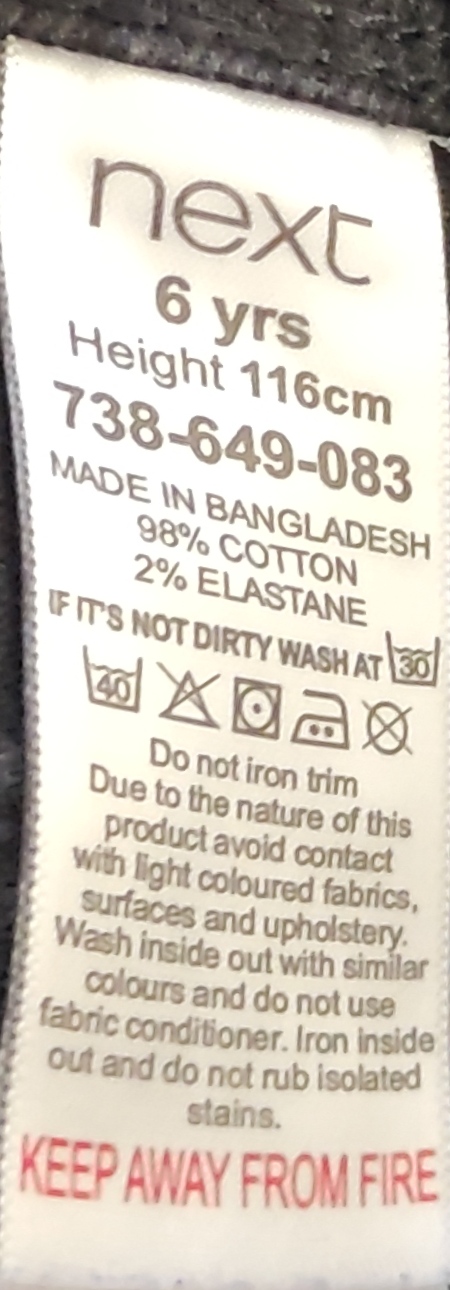 next
6 yrs
Height 116cm
738-649-083
MADE IN BANGLADESH
98% COTTON
2% ELASTANE
IF IT'S NOT DIRTY WASH AT 30
40
Do not iron trim
Due to the nature of this
product avoid contact
with light coloured fabrics,
surfaces and upholstery.
Wash inside out with similar
colours and do not use
fabric conditioner. Iron inside
out and do not rub isolated
stains.
KEEP AWAY FROM FIRE